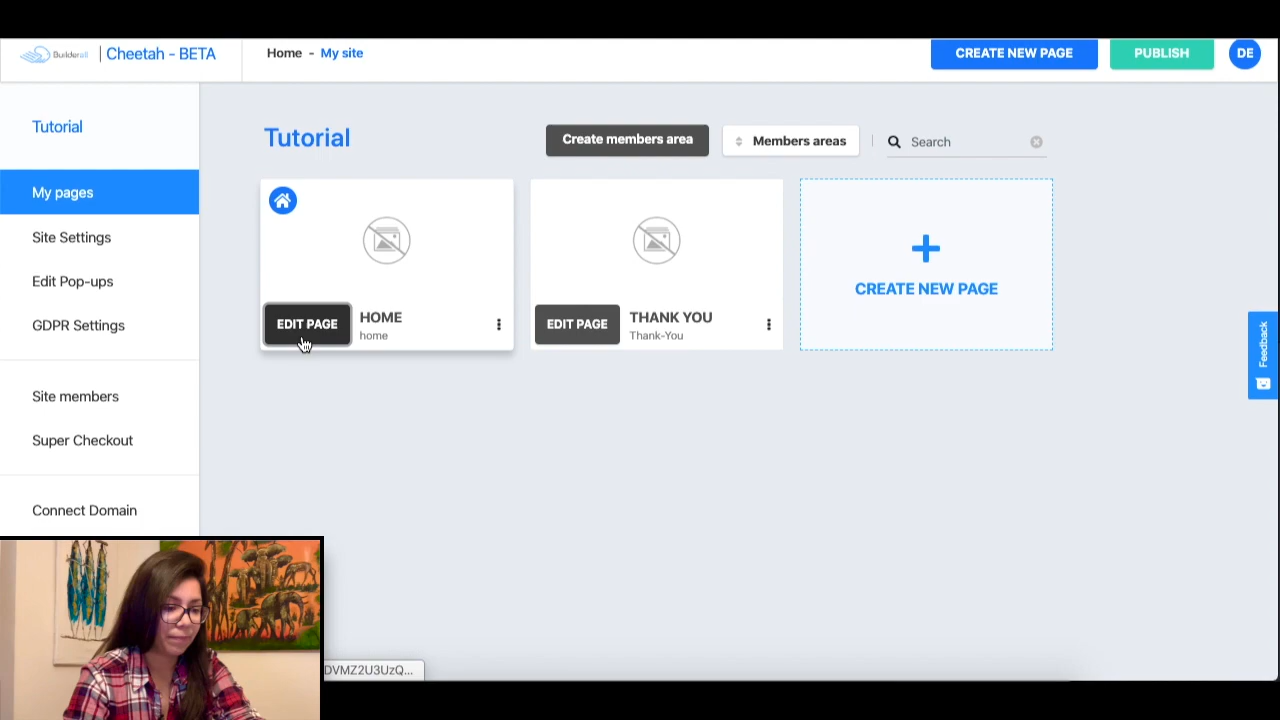 Builderall | Cheetah - BETA
Home - My site
CREATE NEW PAGE
PUBLISH
DE
Tutorial
My pages
Site Settings
Edit Pop-ups
GDPR Settings
Site members
Super Checkout
Connect Domain
Tutorial
Create members area
Members areas
Search
EDIT PAGE
HOME
home
EDIT PAGE
THANK YOU
Thank-You
CREATE NEW PAGE
Feedback
DVMZ2U3UzQ...